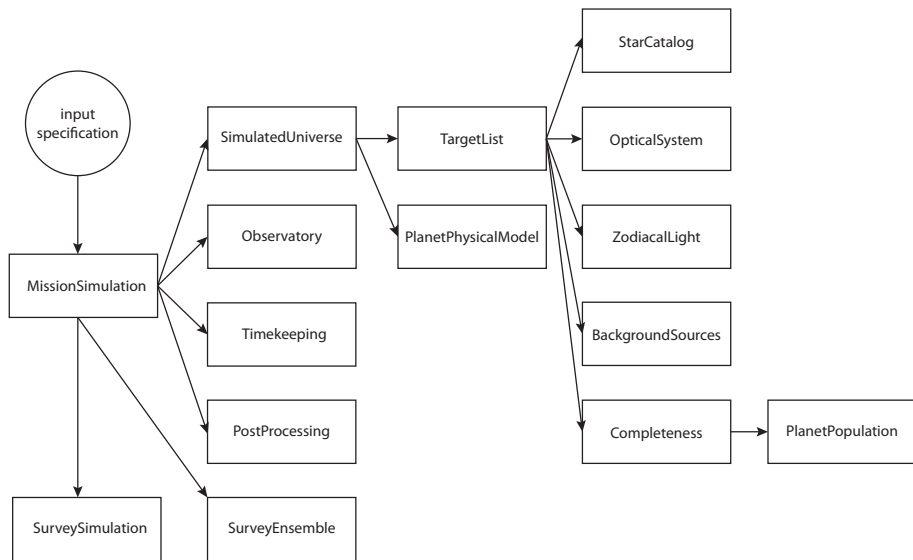 input
specification
MissionSimulation
SurveySimulation
SimulatedUniverse
Observatory
Timekeeping
PostProcessing
SurveyEnsemble
TargetList
PlanetPhysicalModel
StarCatalog
OpticalSystem
ZodiacalLight
BackgroundSources
Completeness
PlanetPopulation